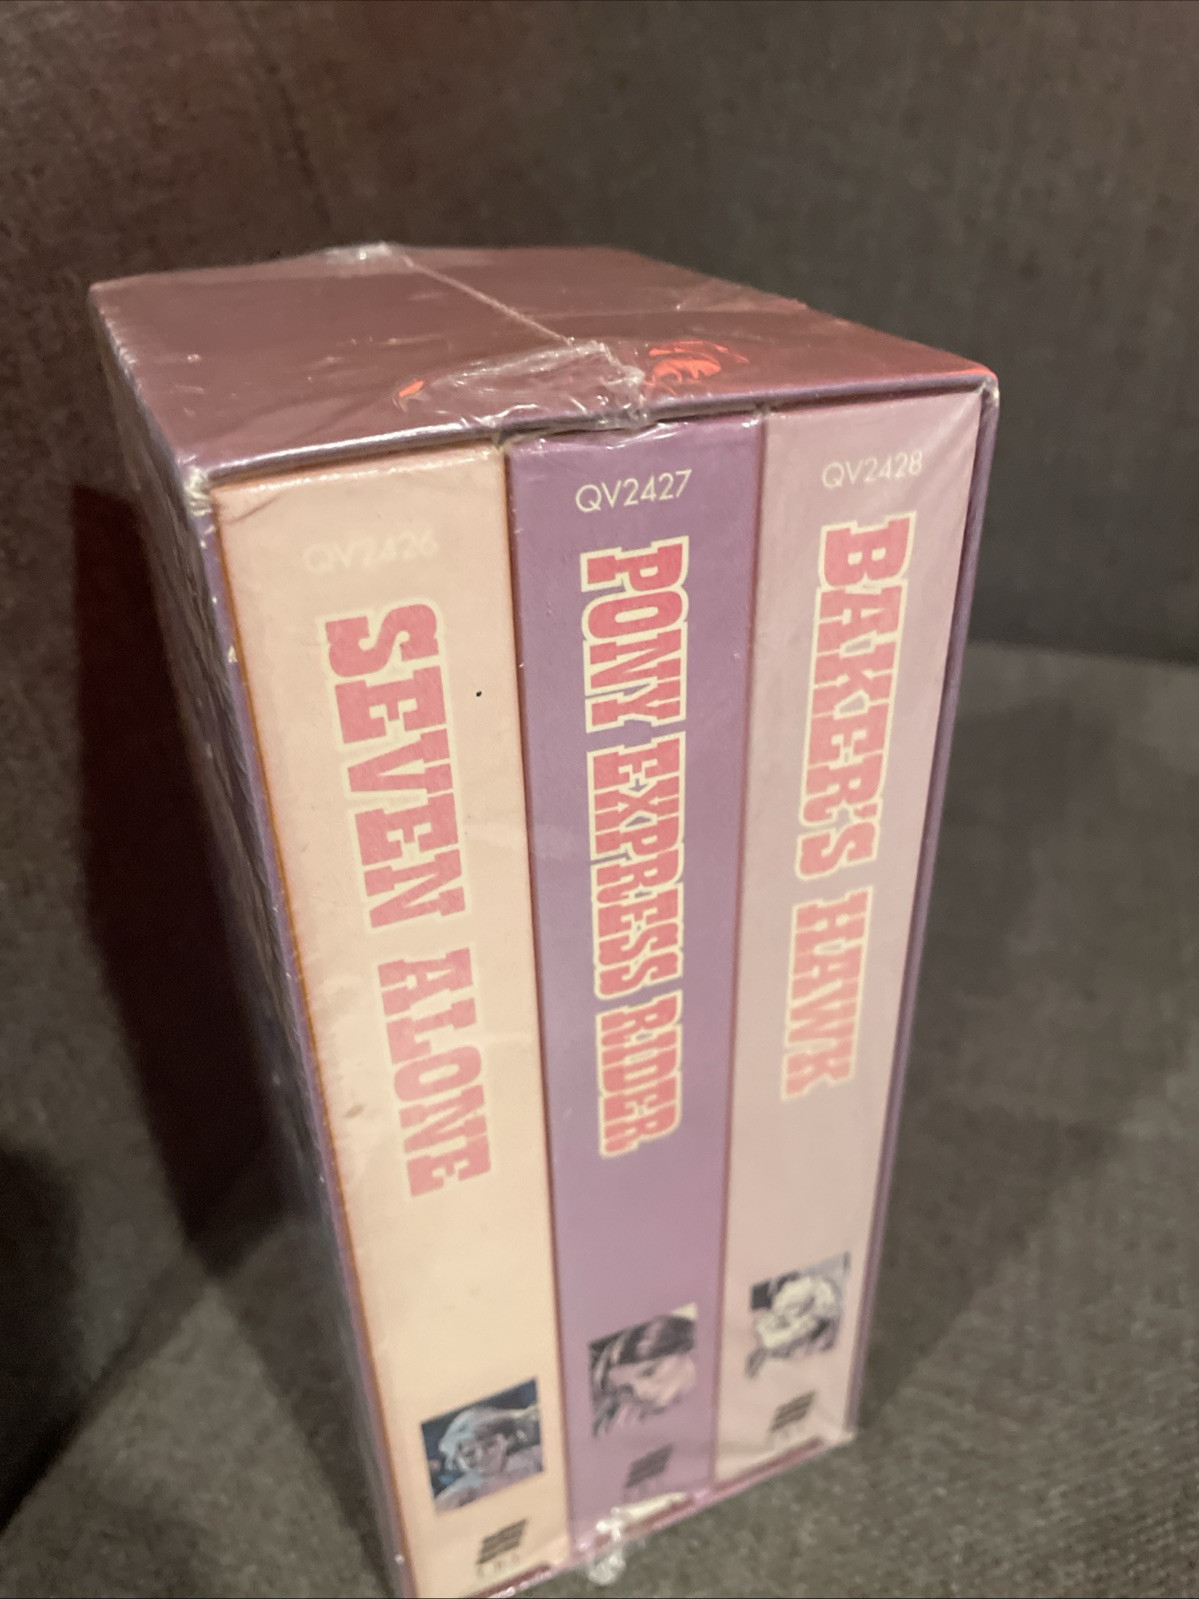 QV2426
SEVEN ALONE
QV2427
PONY EXPRESS RIDER
QV2428
BAKER'S HAWK